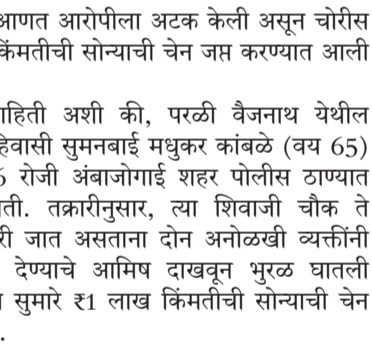 आणत आरोपीला अटक केली असून चोरीस
किंमतीची सोन्याची चेन जप्त करण्यात आली
हिती अशी की, परळी वैजनाथ येथील
सुमनबाई मधुकर कांबळे (वय 65)
रोजी अंबाजोगाई शहर पोलीस ठाण्यात
ती. तक्रारीनुसार, त्या शिवाजी चौक ते
री जात असताना दोन अनोळखी व्यक्तींनी
देण्याचे आमिष दाखवून भुरळ घातली
सुमारे ₹1 लाख किंमतीची सोन्याची चेन
.